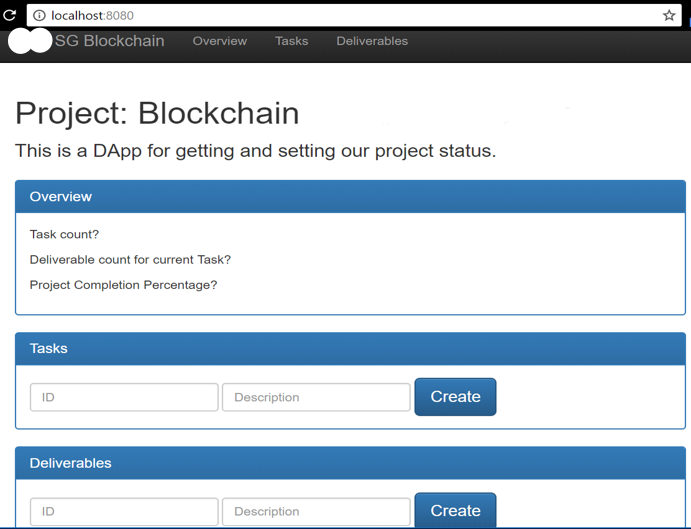 localhost:8080
SG Blockchain Overview Tasks Deliverables
Project: Blockchain
This is a DApp for getting and setting our project status.
Overview
Task count?
Deliverable count for current Task?
Project Completion Percentage?
Tasks
ID Description Create
Deliverables
ID Description Create